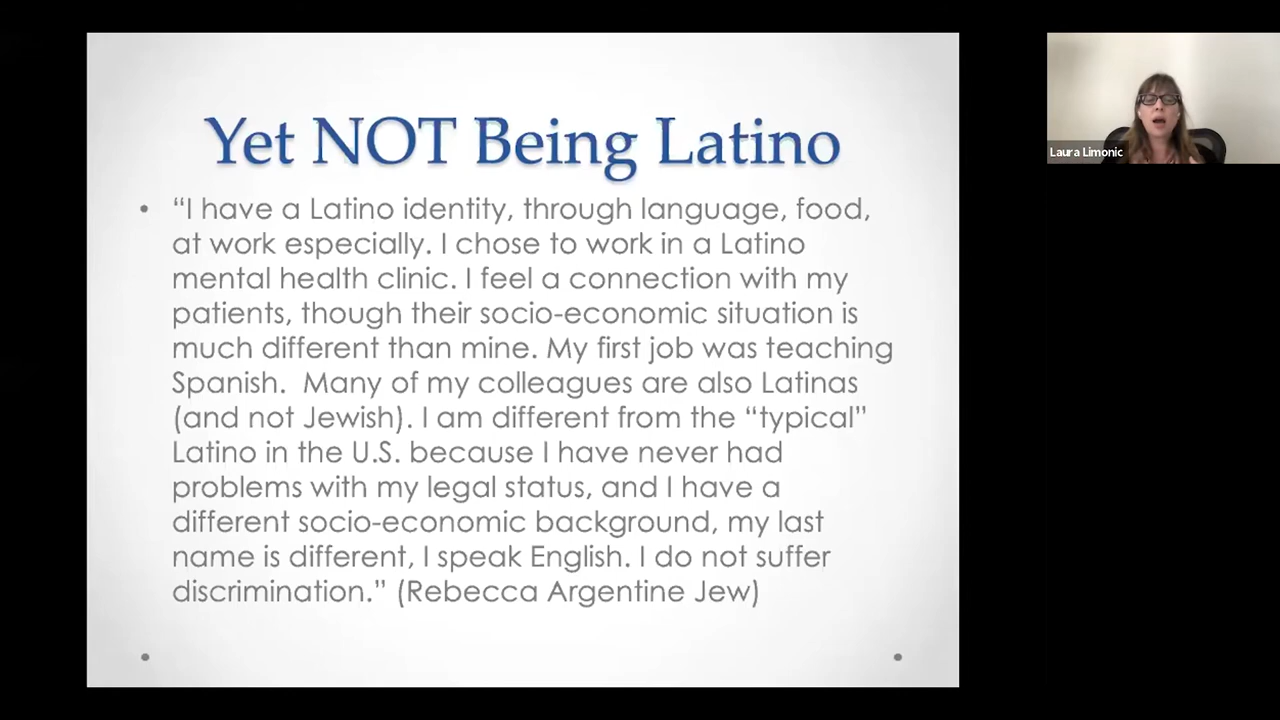 Yet NOT Being Latino
• “I have a Latino identity, through language, food,
at work especially. I chose to work in a Latino
mental health clinic. I feel a connection with my
patients, though their socio-economic situation is
much different than mine. My first job was teaching
Spanish.  Many of my colleagues are also Latinas
(and not Jewish). I am different from the “typical”
Latino in the U.S. because I have never had
problems with my legal status, and I have a
different socio-economic background, my last
name is different, I speak English. I do not suffer
discrimination.” (Rebecca Argentine Jew)
Laura Limonic